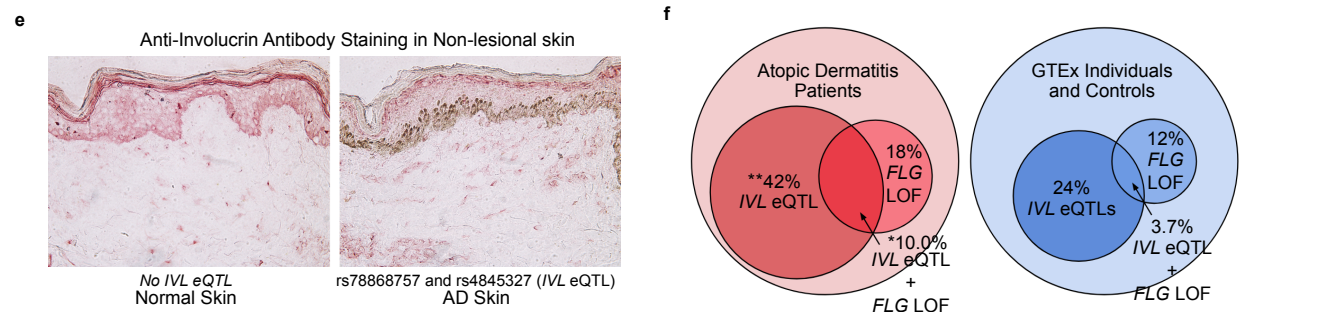 e
Anti-Involucrin Antibody Staining in Non-lesional skin
No IVL eQTL
Normal Skin
rs78868757 and rs4845327 (IVL eQTL)
AD Skin
f
Atopic Dermatitis
Patients
**42%
IVL eQTL
18%
FLG
LOF
*10.0%
IVL eQTL
+
FLG LOF
GTEx Individuals
and Controls
24%
IVL eQTLs
12%
FLG
LOF
3.7%
IVL eQTL
+
FLG LOF